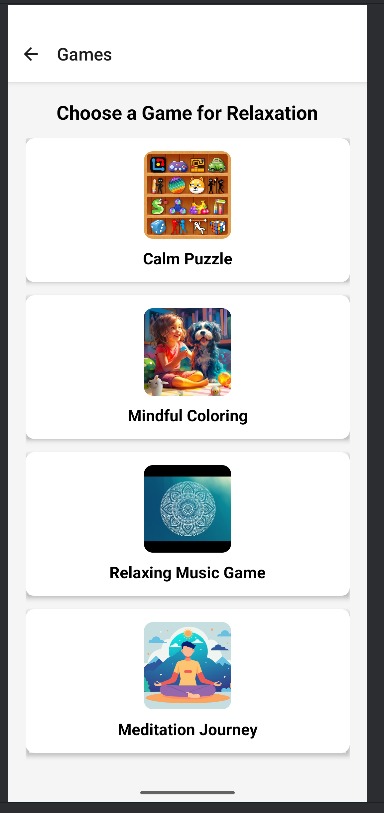 Games
Choose a Game for Relaxation
Calm Puzzle
Mindful Coloring
Relaxing Music Game
Meditation Journey